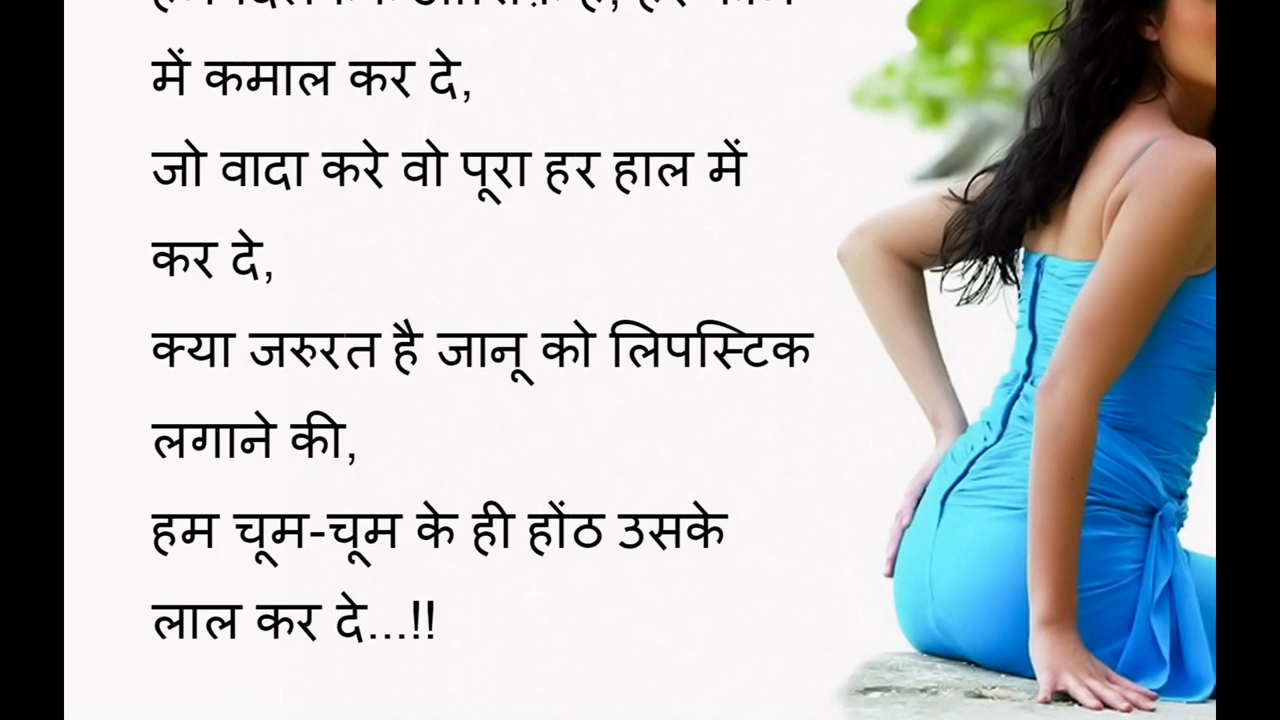 में कमाल कर दे,
जो वादा करे वो पूरा हर हाल में
कर दे,
क्या जरुरत है जानू को लिपस्टिक
लगाने की,
हम चूम-चूम के ही होंठ उसके
लाल कर दे...!!